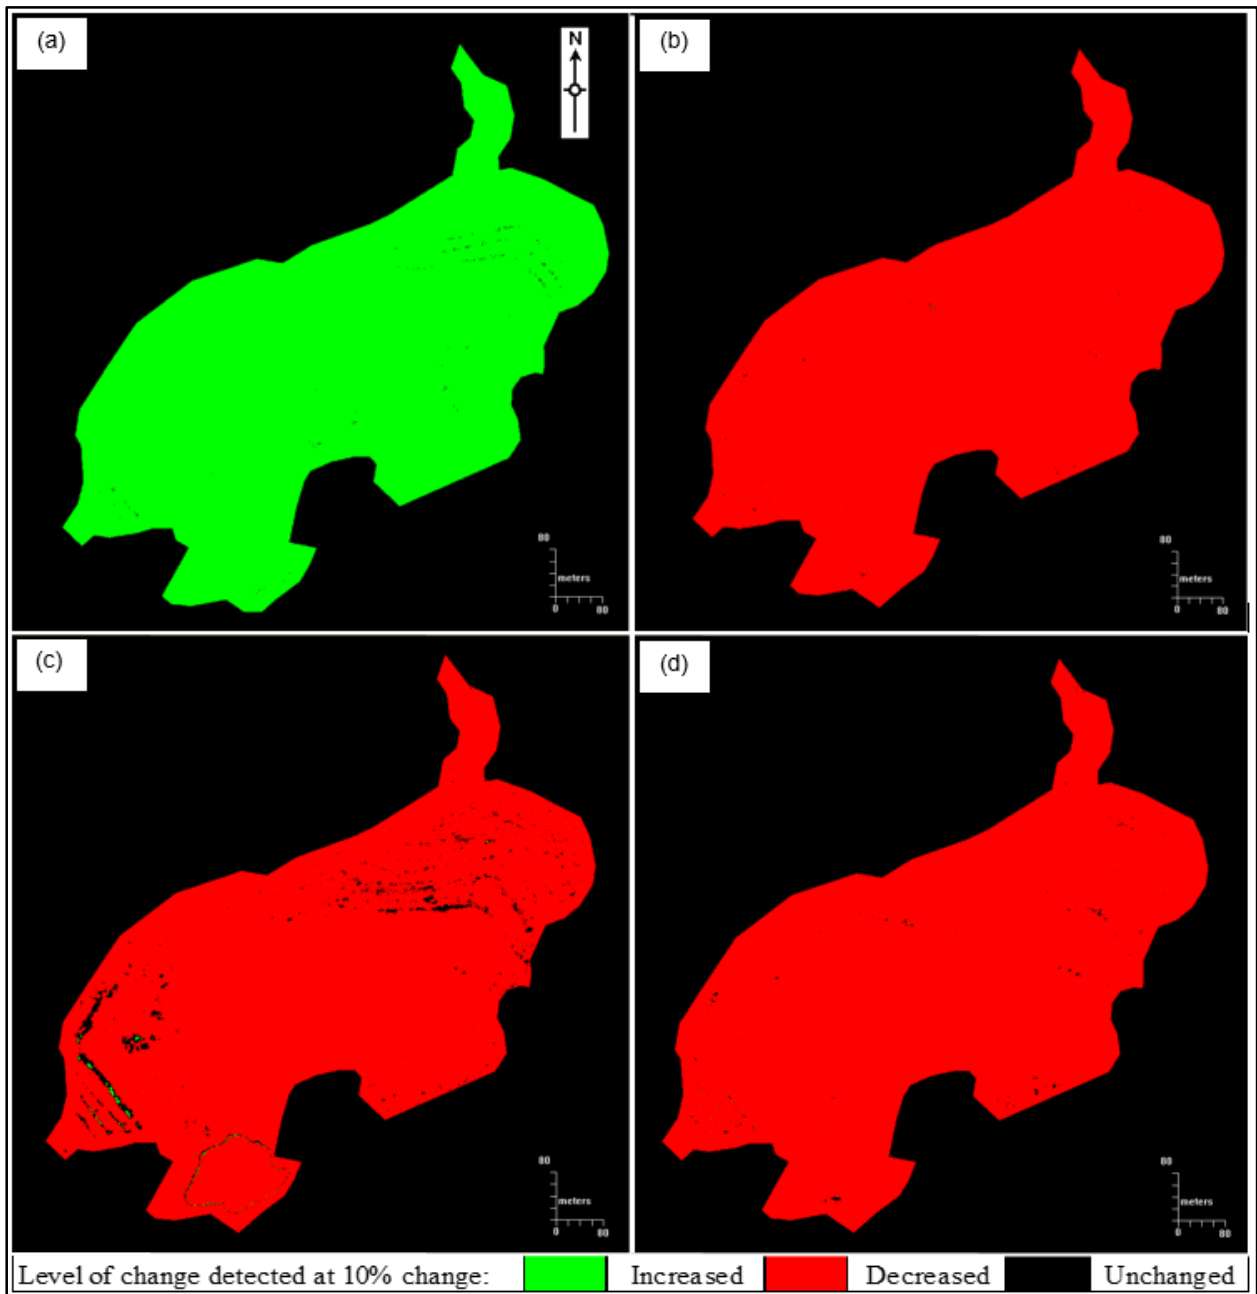 (a)
N
(b)
80
meters
0 80
80
meters
0 80
(c)
(d)
80
meters
0 80
80
meters
0 80
Level of change detected at 10% change: Increased Decreased Unchanged